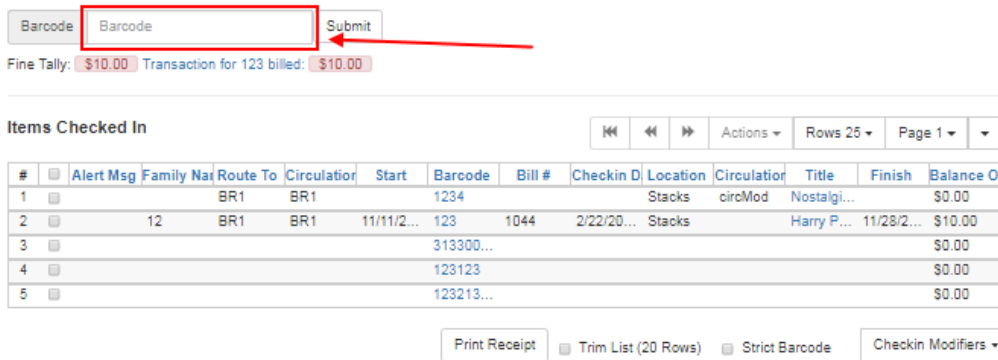 Barcode Barcode Submit
Fine Tally: $10.00 Transaction for 123 billed: $10.00
Items Checked In
Actions Rows 25 Page 1
# Alert Msg Family Nar Route To Circulation Start Barcode Bill # Checkin D Location Circulation Title Finish Balance O
1 BR1 BR1 1234 Stacks circMod Nostalgi... $0.00
2 12 BR1 BR1 11/11/2... 123 1044 2/22/20... Stacks Harry P... 11/28/2... $10.00
3 313300... $0.00
4 123123 $0.00
5 123213... $0.00
Print Receipt Trim List (20 Rows) Strict Barcode Checkin Modifiers